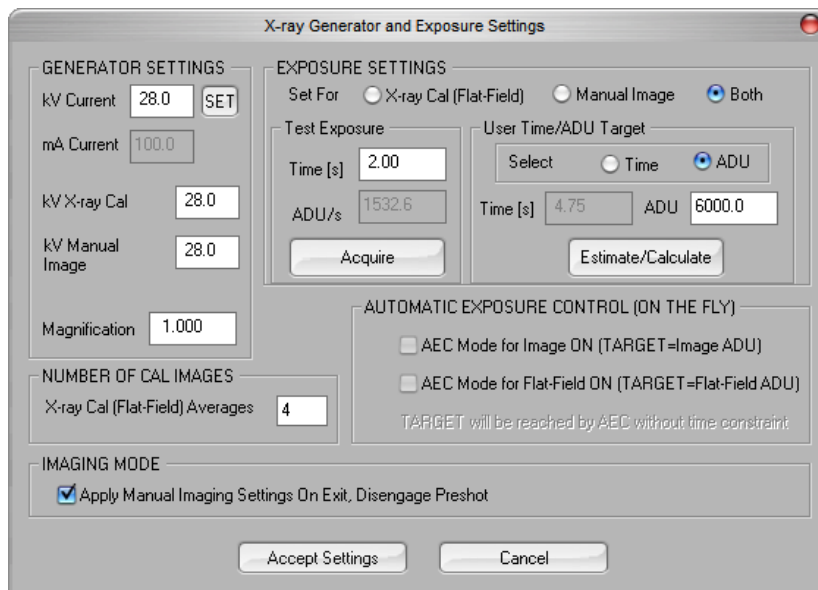 X-ray Generator and Exposure Settings
GENERATOR SETTINGS
kV Current 28.0 SET
mA Current 100.0
kV X-ray Cal 28.0
kV Manual
Image 28.0
Magnification 1.000
EXPOSURE SETTINGS
Set For X-ray Cal (Flat-Field) Manual Image Both
Test Exposure
Time [s] 2.00
ADU/s 1532.6
Acquire
User Time/ADU Target
Select Time ADU
Time [s] 4.75 ADU 6000.0
Estimate/Calculate
AUTOMATIC EXPOSURE CONTROL (ON THE FLY)
AEC Mode for Image ON (TARGET=Image ADU)
AEC Mode for Flat-Field ON (TARGET=Flat-Field ADU)
TARGET will be reached by AEC without time constraint
NUMBER OF CAL IMAGES
X-ray Cal (Flat-Field) Averages 4
IMAGING MODE
Apply Manual Imaging Settings On Exit, Disengage Preshot
Accept Settings Cancel